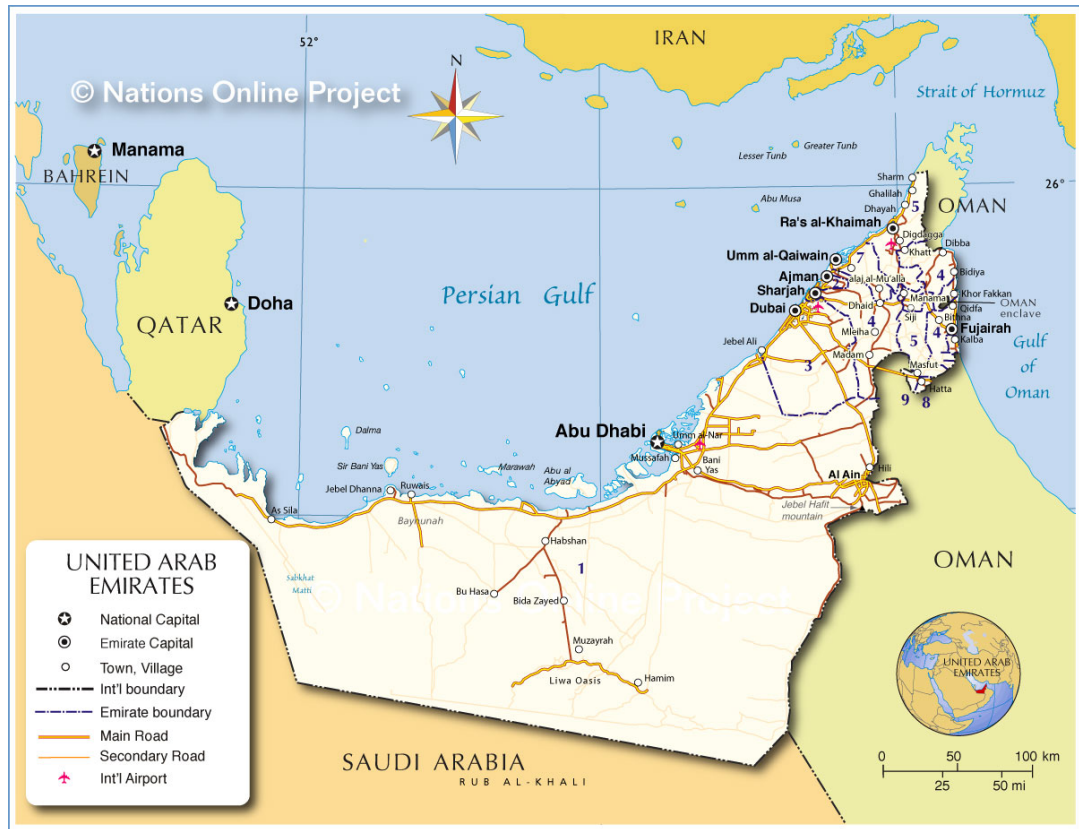 52°
IRAN
© Nations Online Project
N
Strait of Hormuz
Greater Tunb
Lesser Tunb
Manama
BAHREIN
Sharm
26°
Ghalilah
Abu Musa
Dhayah
5
OMAN
Ra's al-Khaimah
Digdagga
Khatt
Dibba
Umm al-Qaiwain
7
Ajman
alaj al-Mu'alla
4
Bidiya
Sharjah
Persian Gulf
Doha
Manama
Khor Fakkan
OMAN
enclave
Dhaid
Qidfa
Dubai
Siji
Bithna
QATAR
4
Mleiha
5
4
Fujairah
Kalba
Gulf
of
Oman
Jebel Ali
Madam
3
Masfut
Hatta
9
8
Dalma
Abu Dhabi
Umm al-Nar
Mussafah
Bani
Yas
Sir Bani Yas
Marawah
Abu al
Abyad
Al Ain
Hili
Jebel Dhanna
Ruwais
Jebel Hafit
mountain
As Sila
Baynunah
Habshan
OMAN
UNITED ARAB
EMIRATES
1
Sabkhat
Matti
© Nations Online Project
Bu Hasa
Bida Zayed
National Capital
Emirate Capital
Town, Village
Int'l boundary
Emirate boundary
Main Road
Secondary Road
Int'l Airport
Muzayrah
Liwa Oasis
Hamim
UNITED ARAB
EMIRATES
SAUDI ARABIA
RUB AL-KHALI
0
50
100 km
25
50 mi